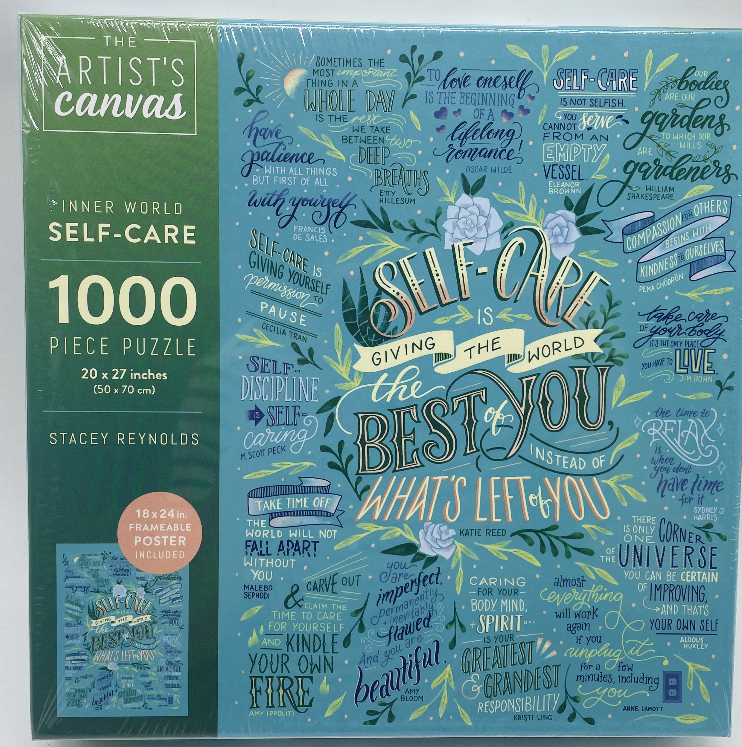 THE
ARTIST'S
canvas
INNER WORLD
SELF-CARE
1000
PIECE PUZZLE
20 x 27 inches
(50 x 70 cm)
STACEY REYNOLDS
18 x 24 in.
FRAMEABLE
POSTER
INCLUDED
SOMETIMES THE
MOST important
THING IN A
WHOLE DAY
IS THE rest
WE TAKE
BETWEEN two
DEEP
BREATHS
ETTY
HILLESUM
TO love oneself
IS THE BEGINNING
OF A
lifelong
romance!
OSCAR WILDE
SELF-CARE
IS NOT SELFISH.
YOU serve
CANNOT
FROM AN
EMPTY
VESSEL
ELEANOR
BROWNN
OUR bodies
ARE OUR
gardens
TO WHICH OUR
WILLS
ARE
gardeners
WILLIAM
SHAKESPEARE
have
patience
WITH ALL THINGS
BUT FIRST OF ALL
with yourself
FRANCIS
DE SALES
COMPASSION FOR OTHERS
BEGINS WITH
KINDNESS TO OURSELVES
PEMA CHODRON
SELF-CARE IS
GIVING YOURSELF
permission TO
PAUSE
CECILIA TRAN
SELF-CARE
IS
GIVING THE WORLD
the
BEST of YOU
INSTEAD OF
WHAT'S LEFT of YOU
KATIE REED
take care
OF your body
IT'S THE ONLY PLACE
YOU HAVE TO LIVE
JIM ROHN
SELF-
DISCIPLINE
IS SELF-
caring
M. SCOTT PECK
the time to
RELAX
is
when
you don't
have time
for it
SYDNEY J
HARRIS
TAKE TIME OFF
THE
WORLD WILL NOT
FALL APART
WITHOUT
YOU
MALEBO
SEPHODI
THERE
IS ONLY
ONE CORNER
OF THE UNIVERSE
YOU CAN BE CERTAIN
OF IMPROVING,
AND THAT'S
YOUR OWN SELF
ALDOUS
HUXLEY
CARVE OUT
& CLAIM THE
TIME TO CARE
FOR YOURSELF
AND KINDLE
YOUR OWN
FIRE
AMY IPPOLITI
you
are
imperfect,
permanently
+ inevitably
flawed
And you are
beautiful.
AMY
BLOOM
CARING
FOR YOUR
BODY MIND,
+ SPIRIT
IS YOUR
GREATEST
& GRANDEST
RESPONSIBILITY
KRISTI LING
almost
everything
will work
again
if you
unplug it
for a few
minutes, including
you
ANNE LAMOTT